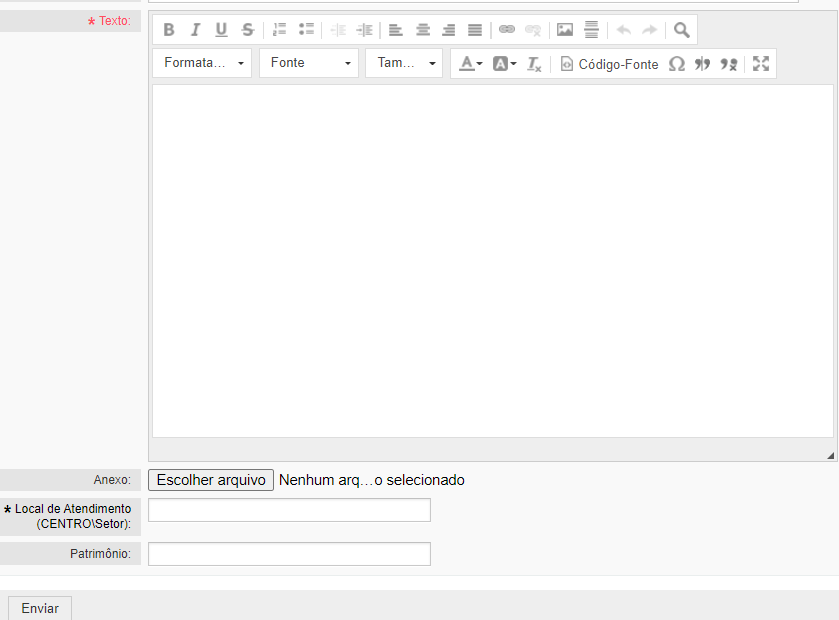 * Texto:
B I U S
Formata... Fonte Tam... A A Ix Código-Fonte Ω
Anexo: Escolher arquivo Nenhum arq...o selecionado
* Local de Atendimento
(CENTRO\Setor):
Patrimônio:
Enviar